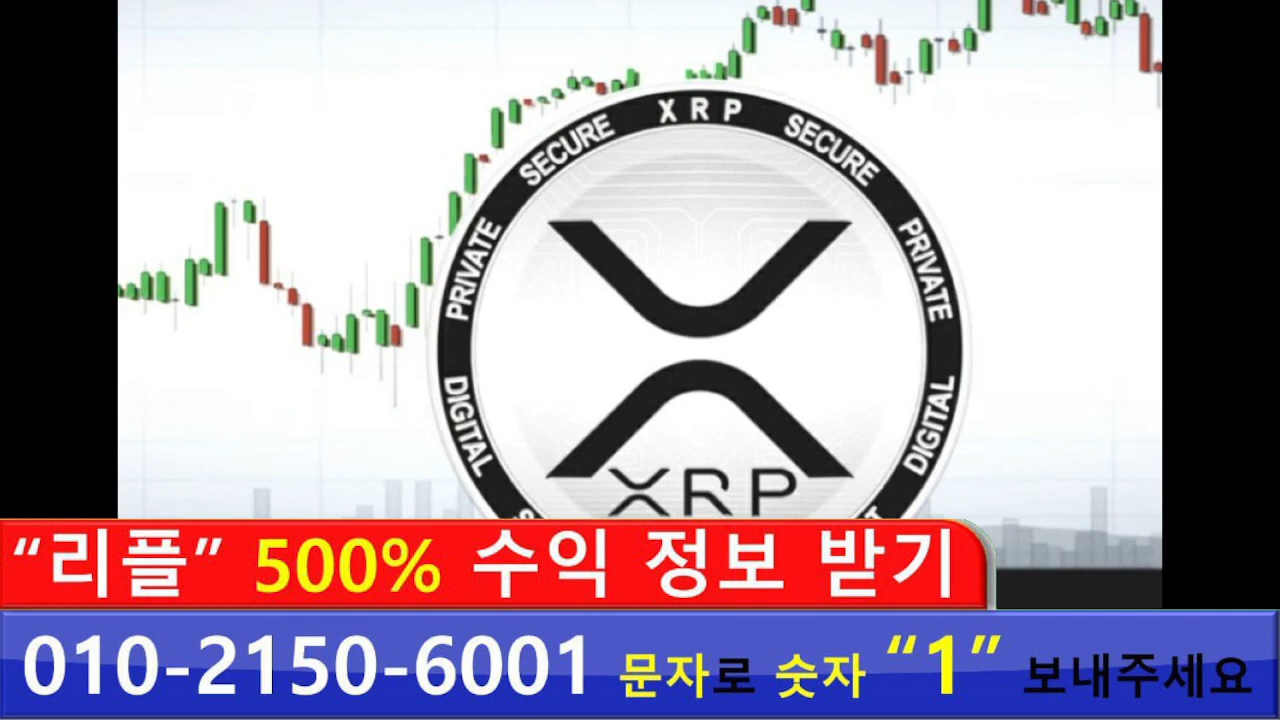 XRP
SECURE
SECURE
PRIVATE
PRIVATE
DIGITAL
DIGITAL
XRP
“리플” 500% 수익 정보 받기
010-2150-6001 문자로 숫자 “1” 보내주세요